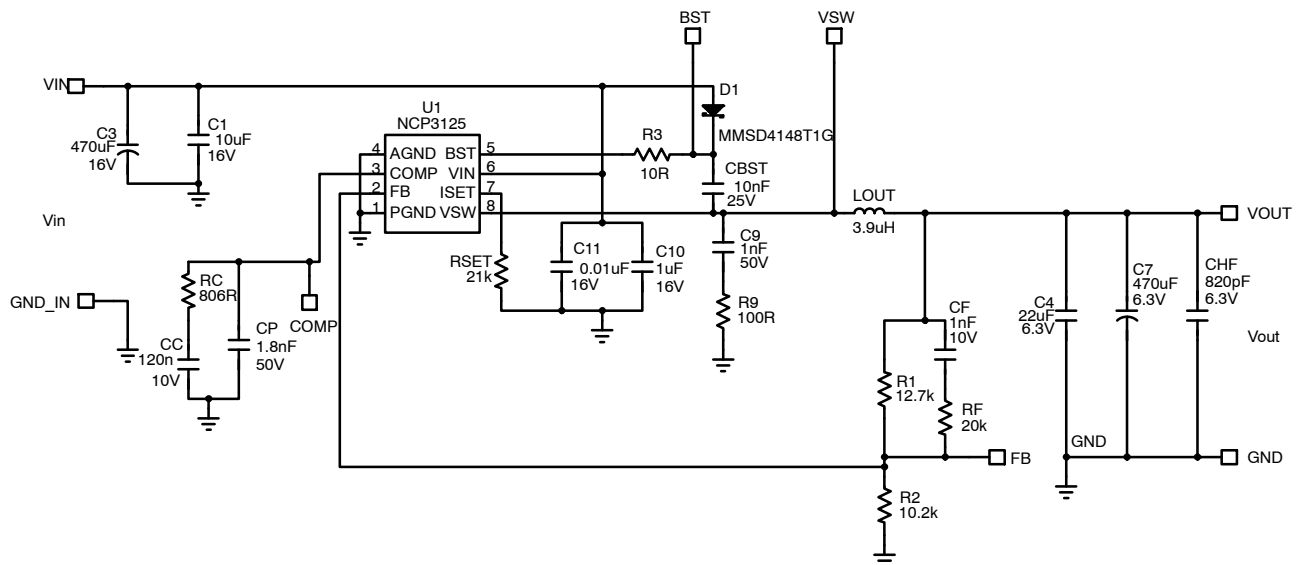 BST
VSW
VIN
D1
MMSD4148T1G
U1
NCP3125
C3
470uF
16V
C1
10uF
16V
4 AGND BST 5
3 COMP VIN 6
2 FB ISET 7
1 PGND VSW 8
R3
10R
CBST
10nF
25V
LOUT
3.9uH
VOUT
Vin
GND_IN
RC
806R
CC
120n
10V
CP
1.8nF
50V
COMP
RSET
21k
C11
0.01uF
16V
C10
1uF
16V
C9
1nF
50V
R9
100R
CF
1nF
10V
R1
12.7k
RF
20k
FB
R2
10.2k
C4
22uF
6.3V
C7
470uF
6.3V
CHF
820pF
6.3V
Vout
GND
GND